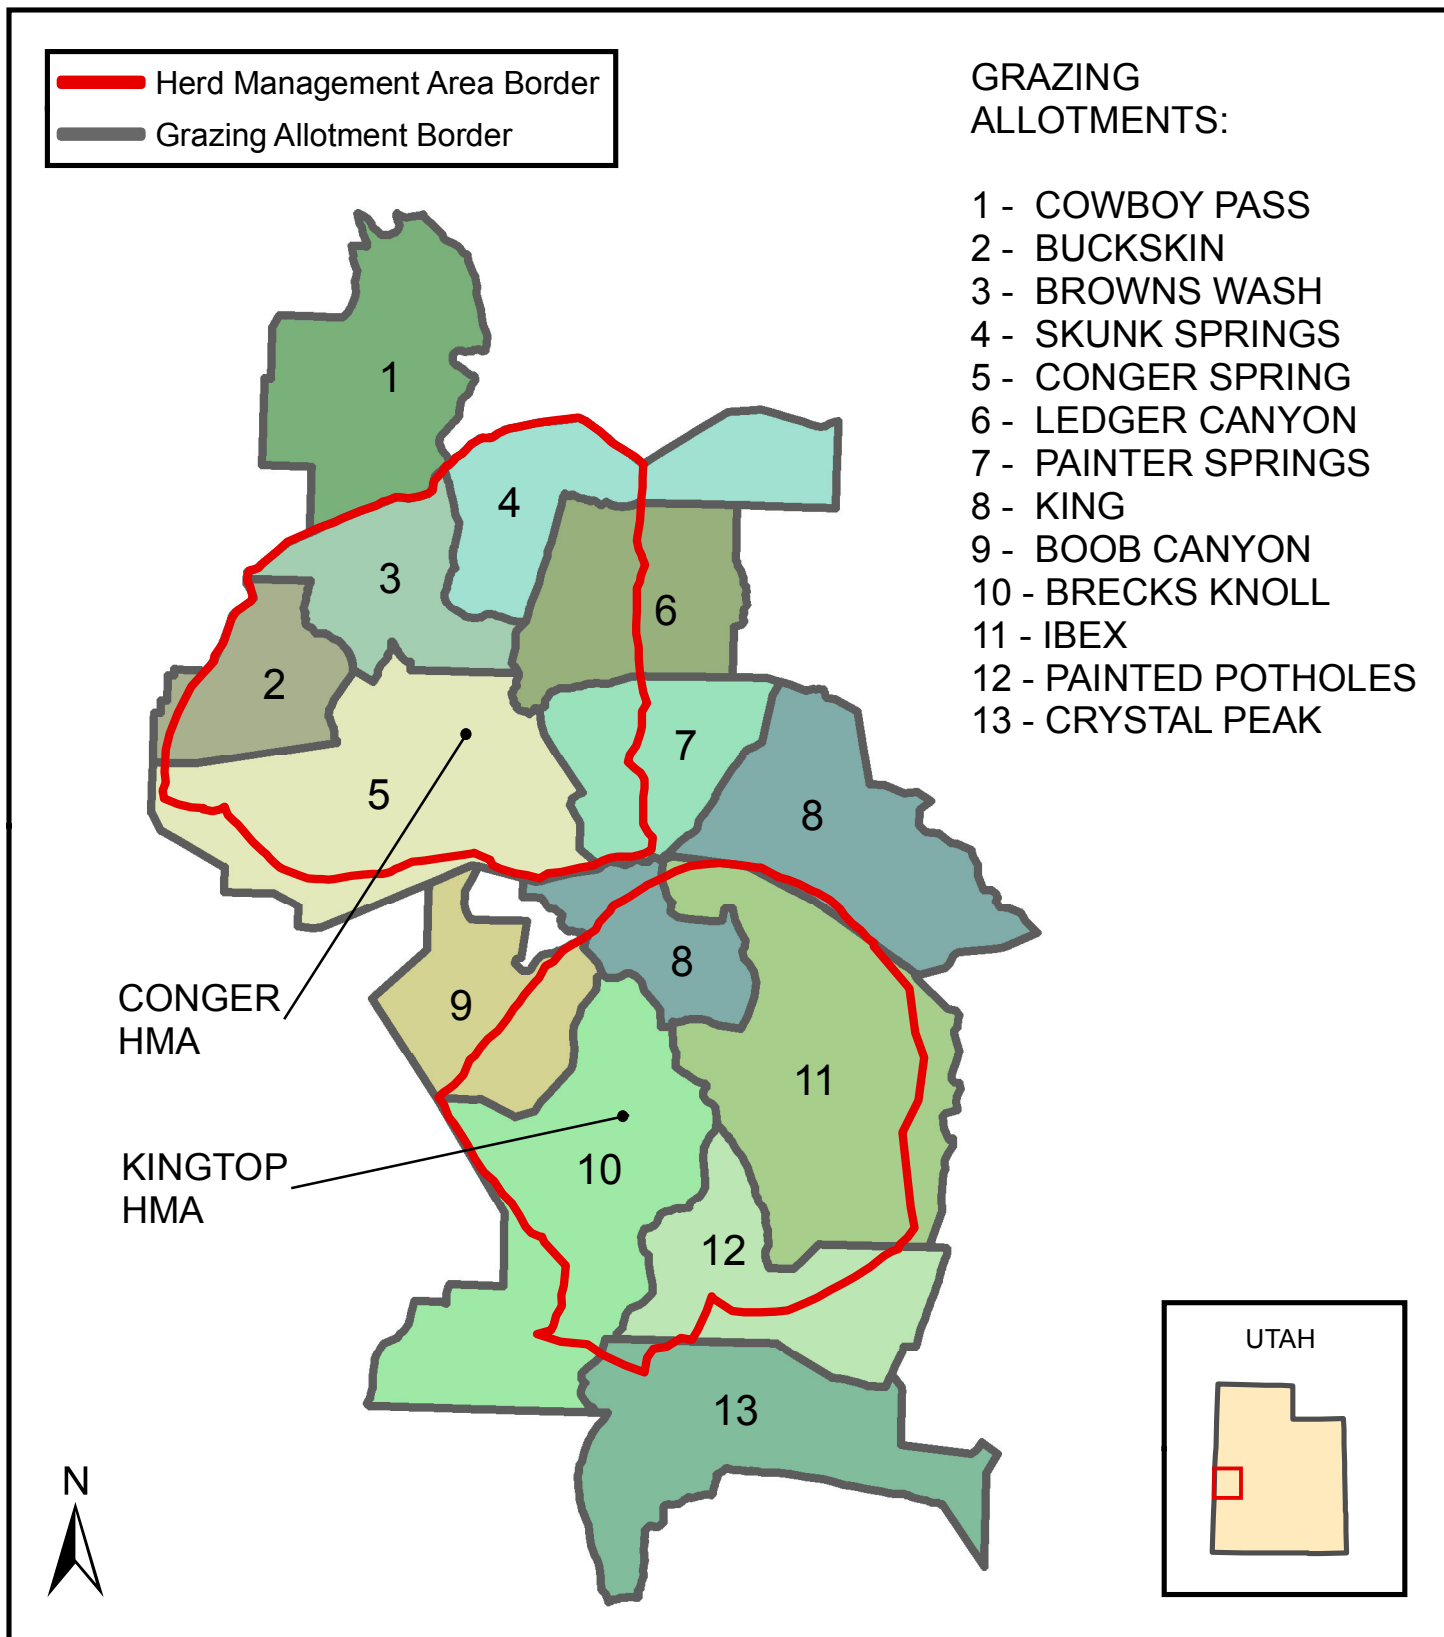 Herd Management Area Border
Grazing Allotment Border
GRAZING
ALLOTMENTS:
1 - COWBOY PASS
2 - BUCKSKIN
3 - BROWNS WASH
4 - SKUNK SPRINGS
5 - CONGER SPRING
6 - LEDGER CANYON
7 - PAINTER SPRINGS
8 - KING
9 - BOOB CANYON
10 - BRECKS KNOLL
11 - IBEX
12 - PAINTED POTHOLES
13 - CRYSTAL PEAK
1
4
3
6
2
7
5
8
8
9
CONGER
HMA
11
KINGTOP
HMA
10
12
13
UTAH
N